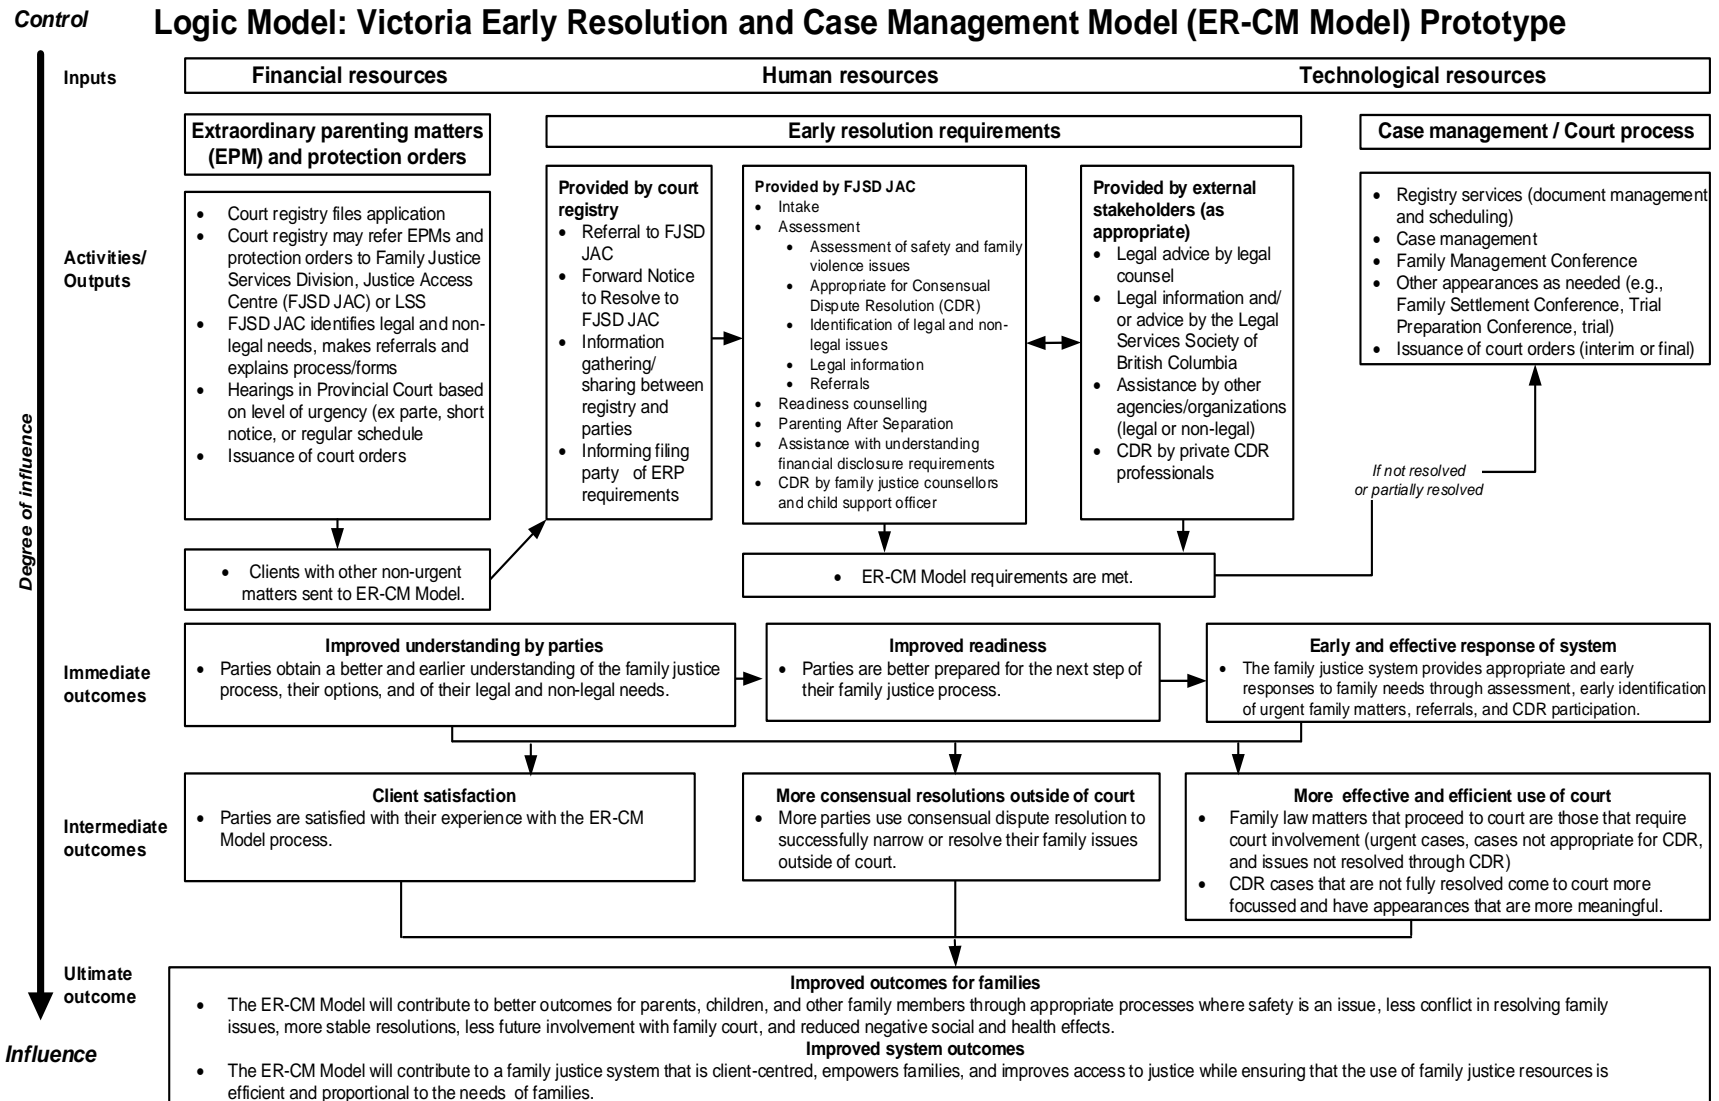 Control
Logic Model: Victoria Early Resolution and Case Management Model (ER-CM Model) Prototype
Inputs
Financial resources
Human resources
Technological resources
Degree of influence
Activities/
Outputs
Extraordinary parenting matters
(EPM) and protection orders
• Court registry files application
• Court registry may refer EPMs and
protection orders to Family Justice
Services Division, Justice Access
Centre (FJSD JAC) or LSS
• FJSD JAC identifies legal and non-
legal needs, makes referrals and
explains process/forms
• Hearings in Provincial Court based
on level of urgency (ex parte, short
notice, or regular schedule
• Issuance of court orders
• Clients with other non-urgent
matters sent to ER-CM Model.
Early resolution requirements
Provided by court
registry
• Referral to FJSD
JAC
• Forward Notice
to Resolve to
FJSD JAC
• Information
gathering/
sharing between
registry and
parties
• Informing filing
party of ERP
requirements
Provided by FJSD JAC
• Intake
• Assessment
• Assessment of safety and family
violence issues
• Appropriate for Consensual
Dispute Resolution (CDR)
• Identification of legal and non-
legal issues
• Legal information
• Referrals
• Readiness counselling
• Parenting After Separation
• Assistance with understanding
financial disclosure requirements
• CDR by family justice counsellors
and child support officer
Provided by external
stakeholders (as
appropriate)
• Legal advice by legal
counsel
• Legal information and/
or advice by the Legal
Services Society of
British Columbia
• Assistance by other
agencies/organizations
(legal or non-legal)
• CDR by private CDR
professionals
• ER-CM Model requirements are met.
If not resolved
or partially resolved
Case management / Court process
• Registry services (document management
and scheduling)
• Case management
• Family Management Conference
• Other appearances as needed (e.g.,
Family Settlement Conference, Trial
Preparation Conference, trial)
• Issuance of court orders (interim or final)
Immediate
outcomes
Improved understanding by parties
• Parties obtain a better and earlier understanding of the family justice
process, their options, and of their legal and non-legal needs.
Improved readiness
• Parties are better prepared for the next step of
their family justice process.
Early and effective response of system
• The family justice system provides appropriate and early
responses to family needs through assessment, early identification
of urgent family matters, referrals, and CDR participation.
Intermediate
outcomes
Client satisfaction
• Parties are satisfied with their experience with the ER-CM
Model process.
More consensual resolutions outside of court
• More parties use consensual dispute resolution to
successfully narrow or resolve their family issues
outside of court.
More effective and efficient use of court
• Family law matters that proceed to court are those that require
court involvement (urgent cases, cases not appropriate for CDR,
and issues not resolved through CDR)
• CDR cases that are not fully resolved come to court more
focussed and have appearances that are more meaningful.
Ultimate
outcome
Improved outcomes for families
• The ER-CM Model will contribute to better outcomes for parents, children, and other family members through appropriate processes where safety is an issue, less conflict in resolving family
issues, more stable resolutions, less future involvement with family court, and reduced negative social and health effects.
Improved system outcomes
• The ER-CM Model will contribute to a family justice system that is client-centred, empowers families, and improves access to justice while ensuring that the use of family justice resources is
efficient and proportional to the needs of families.
Influence